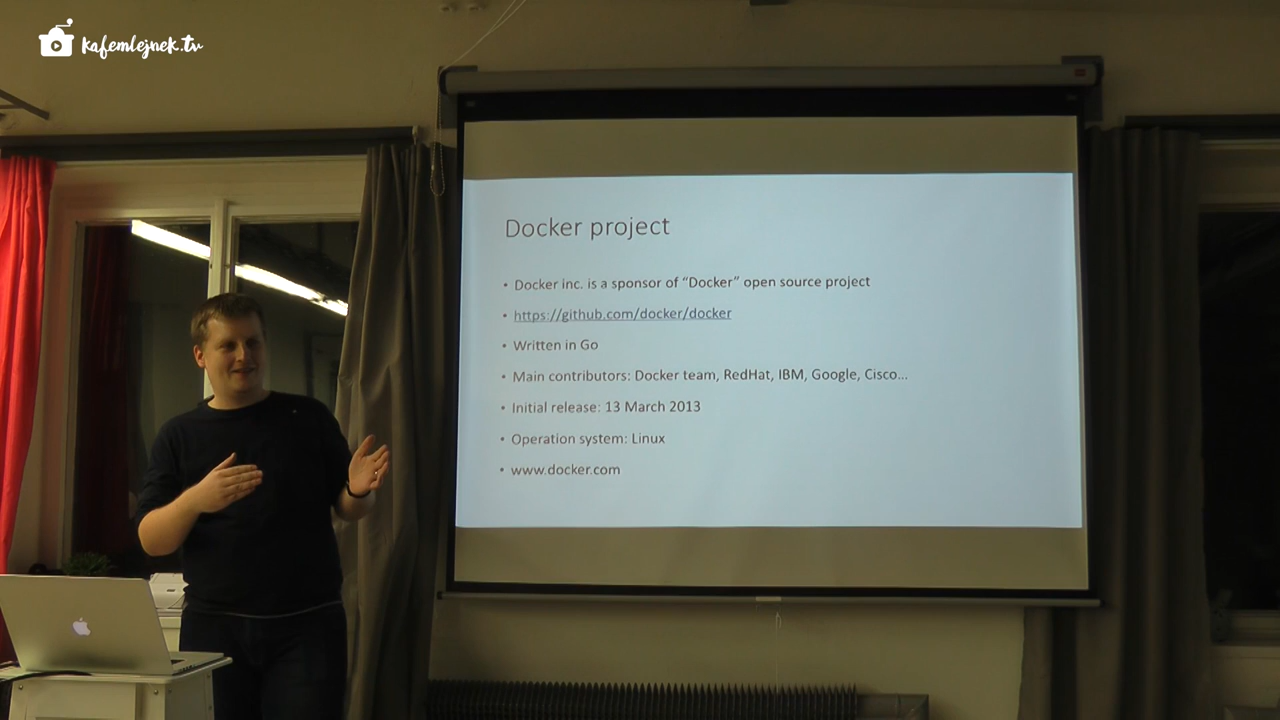 kafemlejnek.tv
Docker project
• Docker inc. is a sponsor of “Docker” open source project
• https://github.com/docker/docker
• Written in Go
• Main contributors: Docker team, RedHat, IBM, Google, Cisco...
• Initial release: 13 March 2013
• Operation system: Linux
• www.docker.com